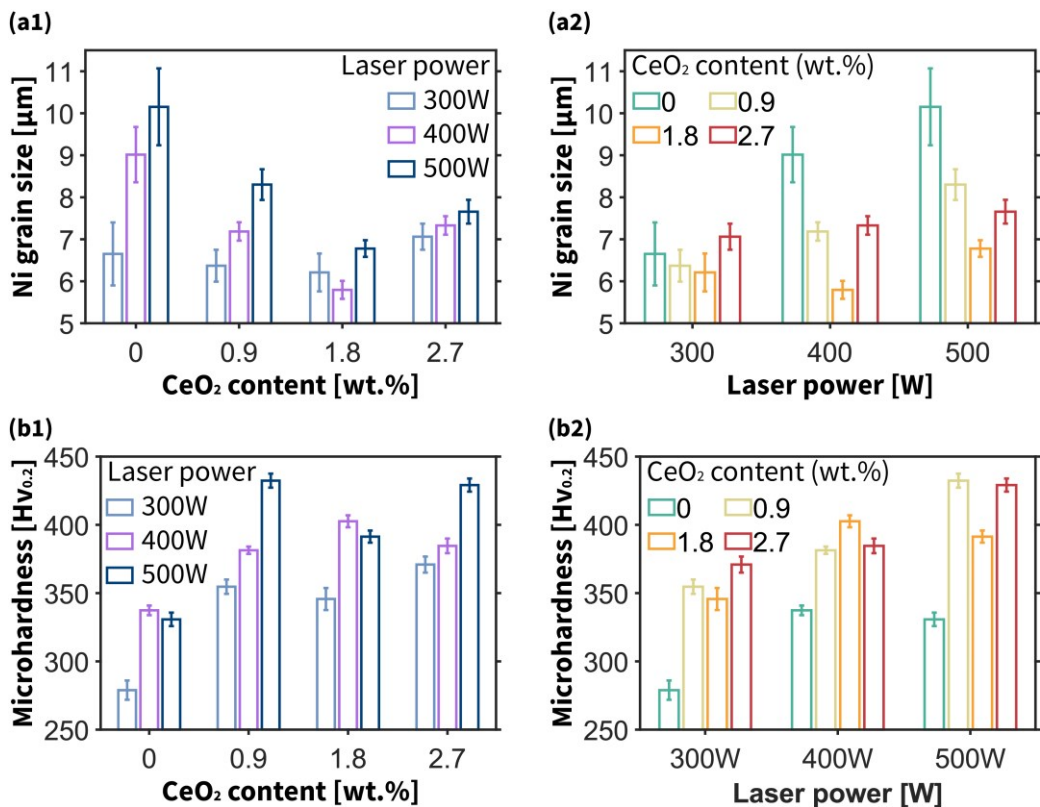 (a1)
Ni grain size [μm]
11
10
9
8
7
6
5
Laser power
300W
400W
500W
0 0.9 1.8 2.7
CeO₂ content [wt.%]
(a2)
Ni grain size [μm]
11
10
9
8
7
6
5
CeO₂ content (wt.%)
0 0.9
1.8 2.7
300 400 500
Laser power [W]
(b1)
Microhardness [Hv₀.₂]
450
400
350
300
250
Laser power
300W
400W
500W
0 0.9 1.8 2.7
CeO₂ content [wt.%]
(b2)
Microhardness [Hv₀.₂]
450
400
350
300
250
CeO₂ content (wt.%)
0 0.9
1.8 2.7
300W 400W 500W
Laser power [W]